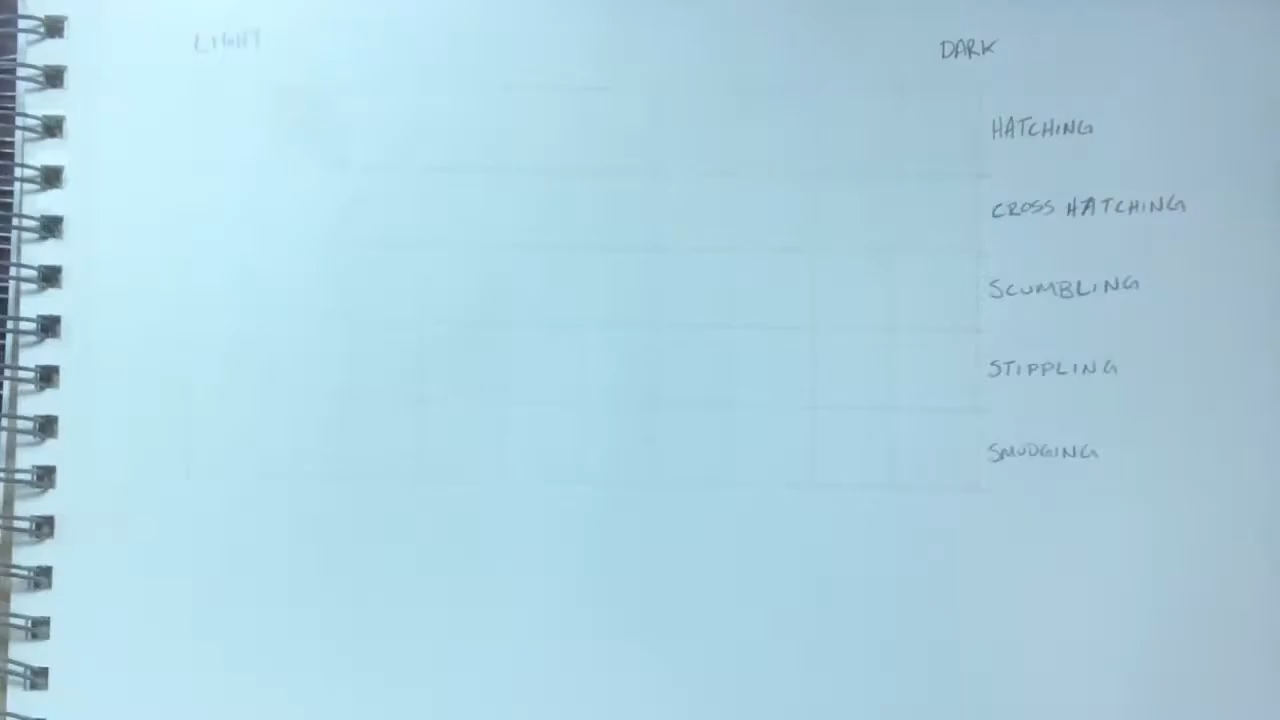 LIGHT
DARK
HATCHING
CROSS HATCHING
SCUMBLING
STIPPLING
SMUDGING